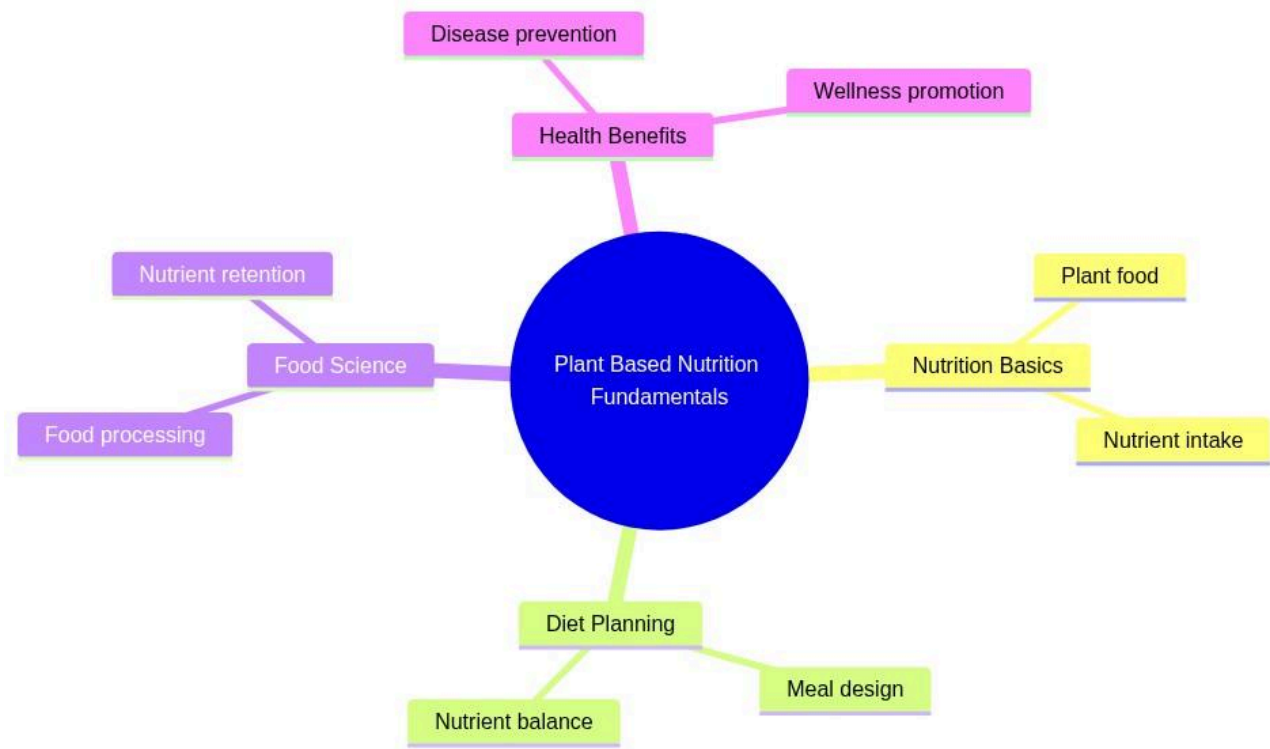 Disease prevention
Wellness promotion
Health Benefits
Nutrient retention
Plant food
Food Science
Plant Based Nutrition
Fundamentals
Nutrition Basics
Food processing
Nutrient intake
Diet Planning
Meal design
Nutrient balance